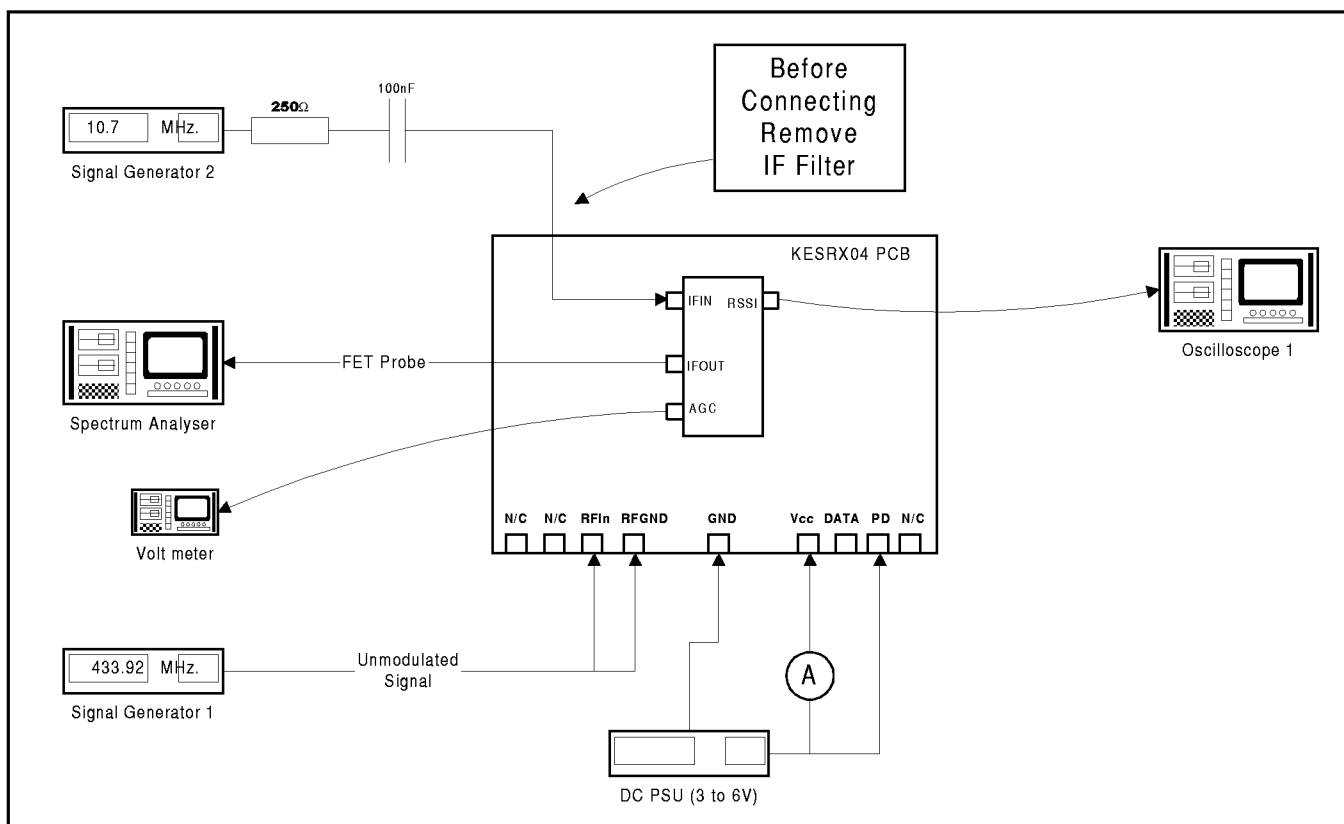 Before
Connecting
Remove
IF Filter
100nF
250Ω
10.7 MHz.
Signal Generator 2
KESRX04 PCB
IFIN
RSSI
Oscilloscope 1
FET Probe
IFOUT
AGC
Spectrum Analyser
Volt meter
N/C N/C RFIn RFGND GND Vcc DATA PD N/C
433.92 MHz.
Unmodulated
Signal
Signal Generator 1
A
DC PSU (3 to 6V)